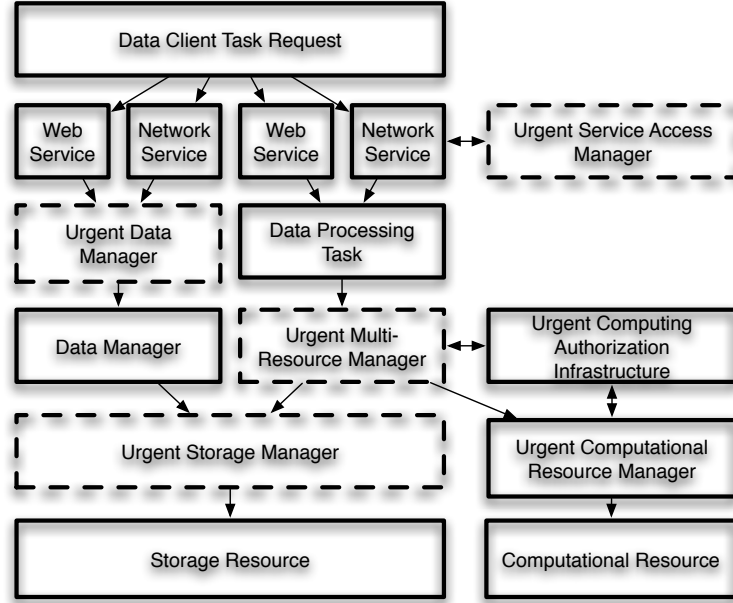 Data Client Task Request
Web
Service
Network
Service
Web
Service
Network
Service
Urgent Service Access
Manager
Urgent Data
Manager
Data Processing
Task
Data Manager
Urgent Multi-
Resource Manager
Urgent Computing
Authorization
Infrastructure
Urgent Storage Manager
Urgent Computational
Resource Manager
Storage Resource
Computational Resource